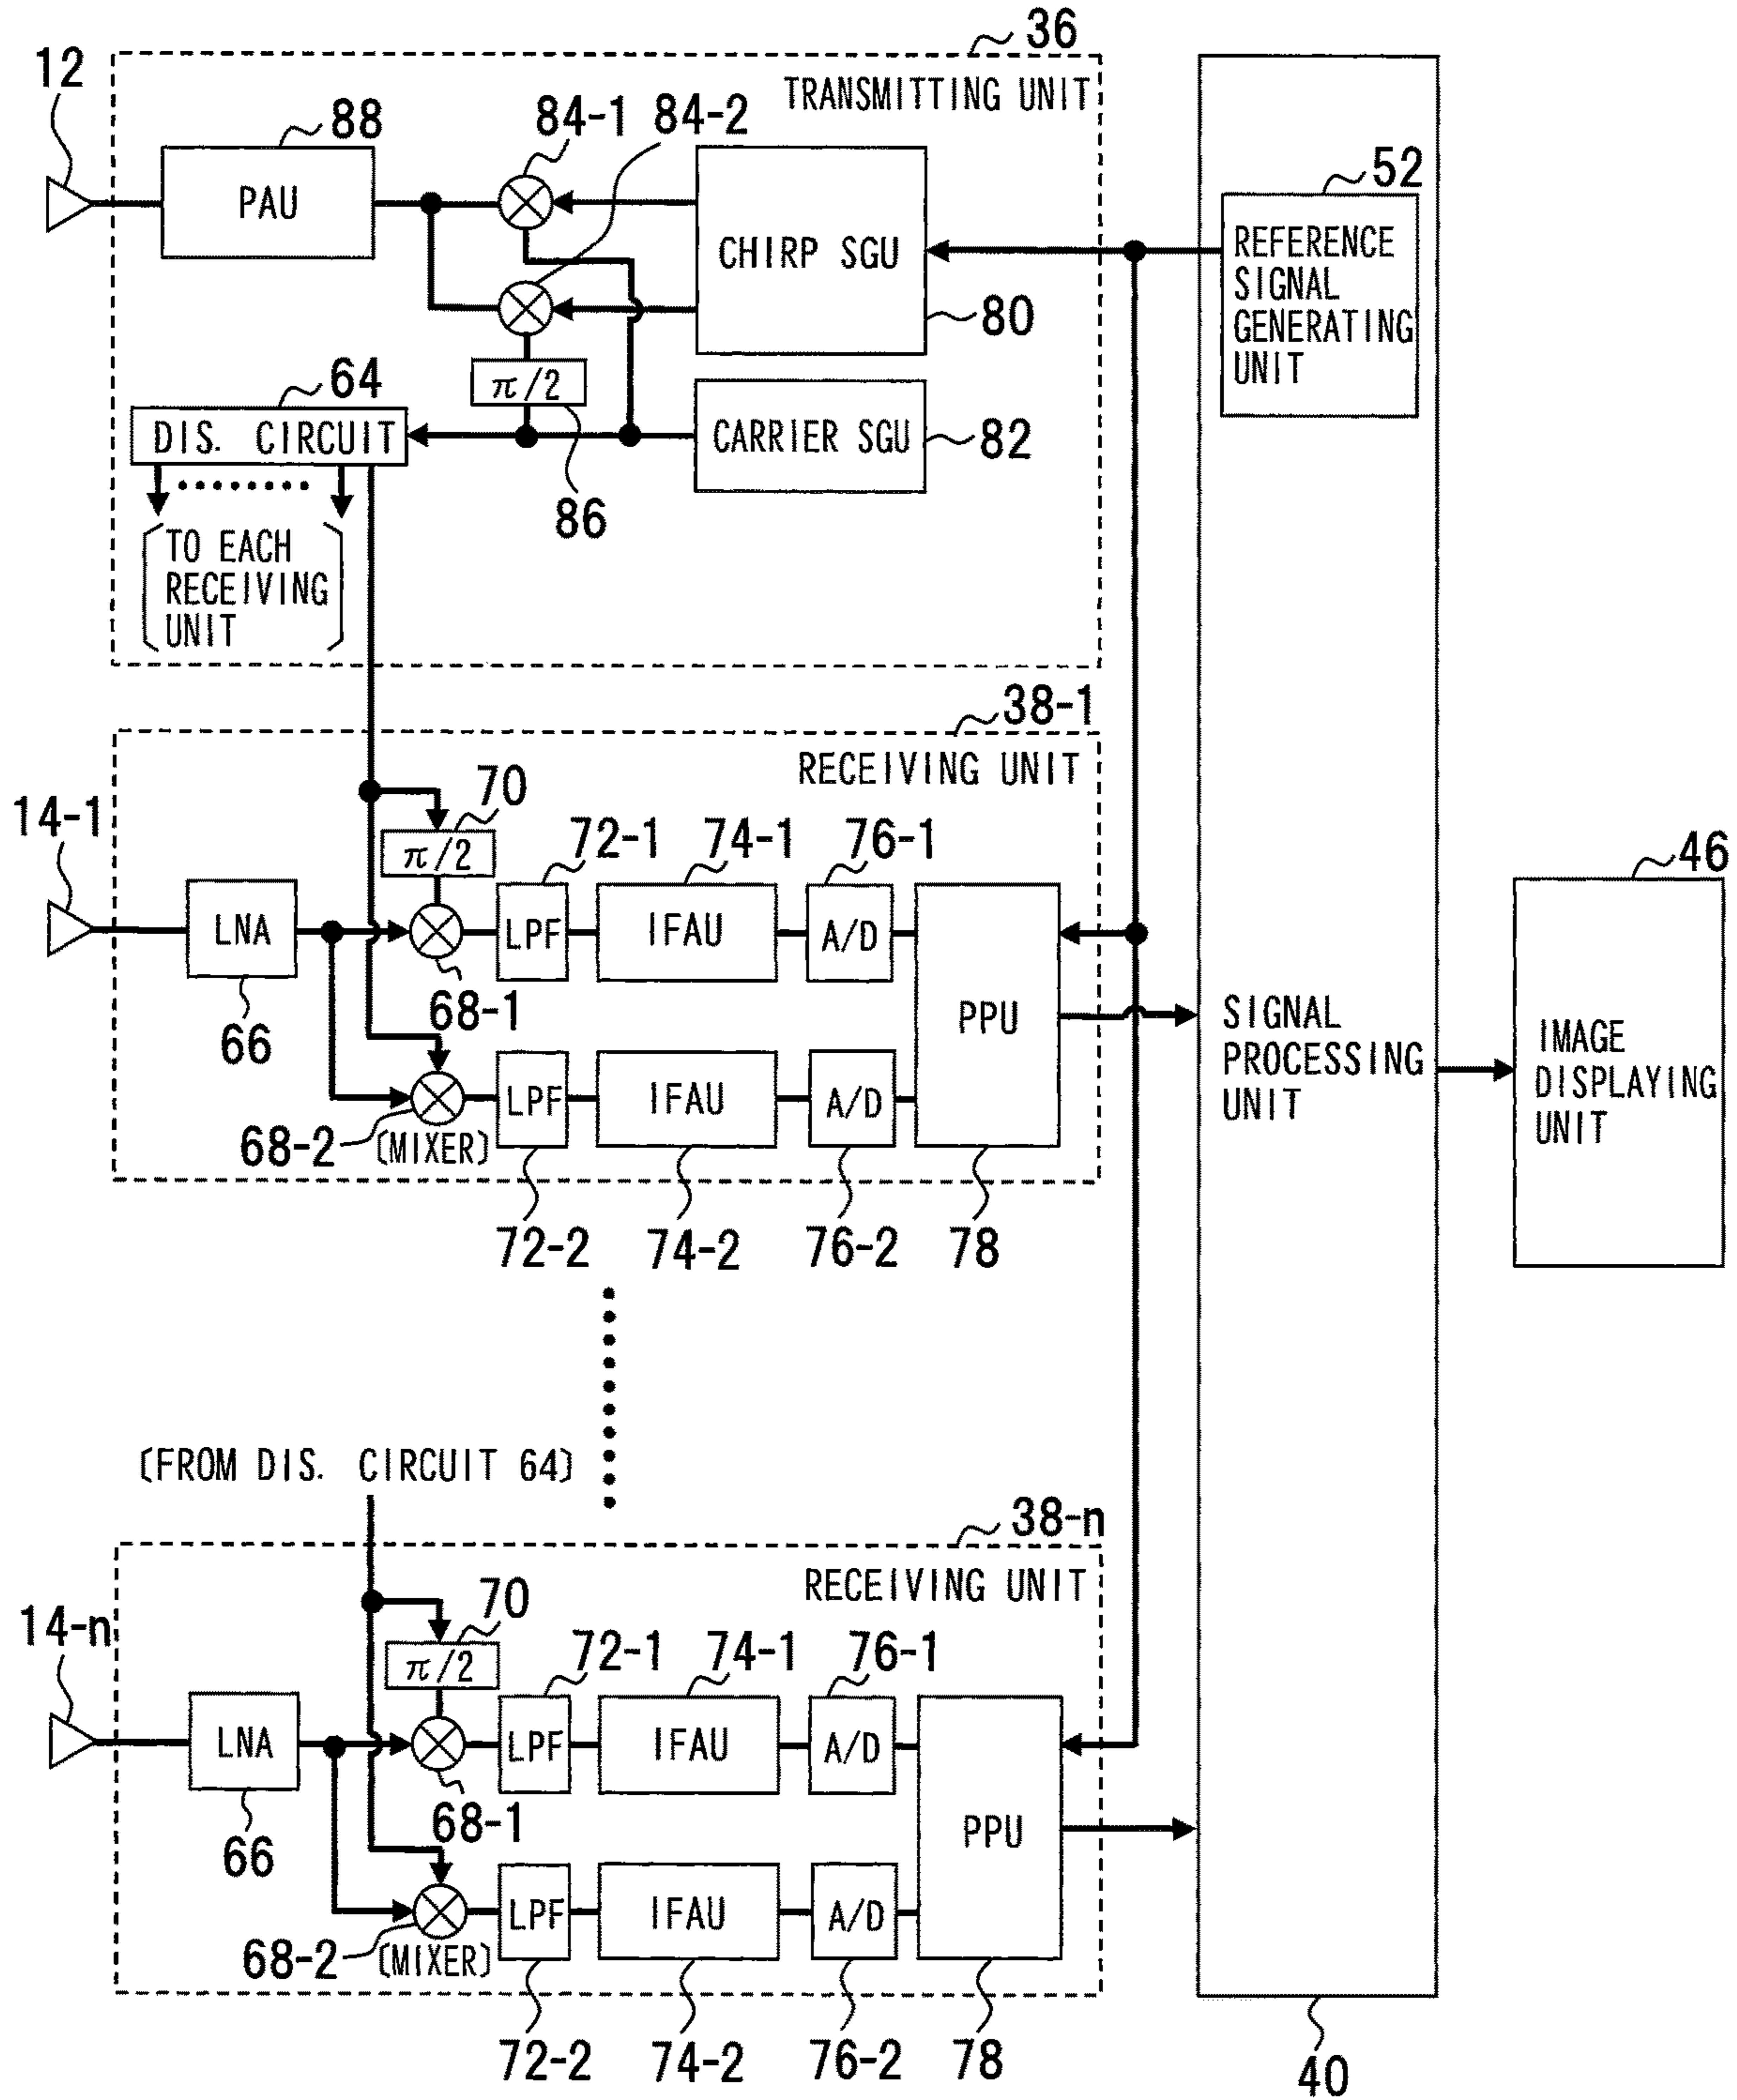 36
12
TRANSMITTING UNIT
88
84-1
84-2
PAU
52
CHIRP SGU
REFERENCE
SIGNAL
GENERATING
UNIT
80
64
π/2
DIS. CIRCUIT
CARRIER SGU
82
86
[TO EACH
RECEIVING
UNIT]
38-1
RECEIVING UNIT
70
14-1
72-1
74-1
76-1
46
π/2
LNA
LPF
IFAU
A/D
68-1
66
PPU
SIGNAL
PROCESSING
UNIT
IMAGE
DISPLAYING
UNIT
LPF
IFAU
A/D
68-2
(MIXER)
72-2
74-2
76-2
78
(FROM DIS. CIRCUIT 64)
38-n
RECEIVING UNIT
70
14-n
72-1
74-1
76-1
π/2
LNA
LPF
IFAU
A/D
68-1
66
PPU
LPF
IFAU
A/D
68-2
(MIXER)
72-2
74-2
76-2
78
40